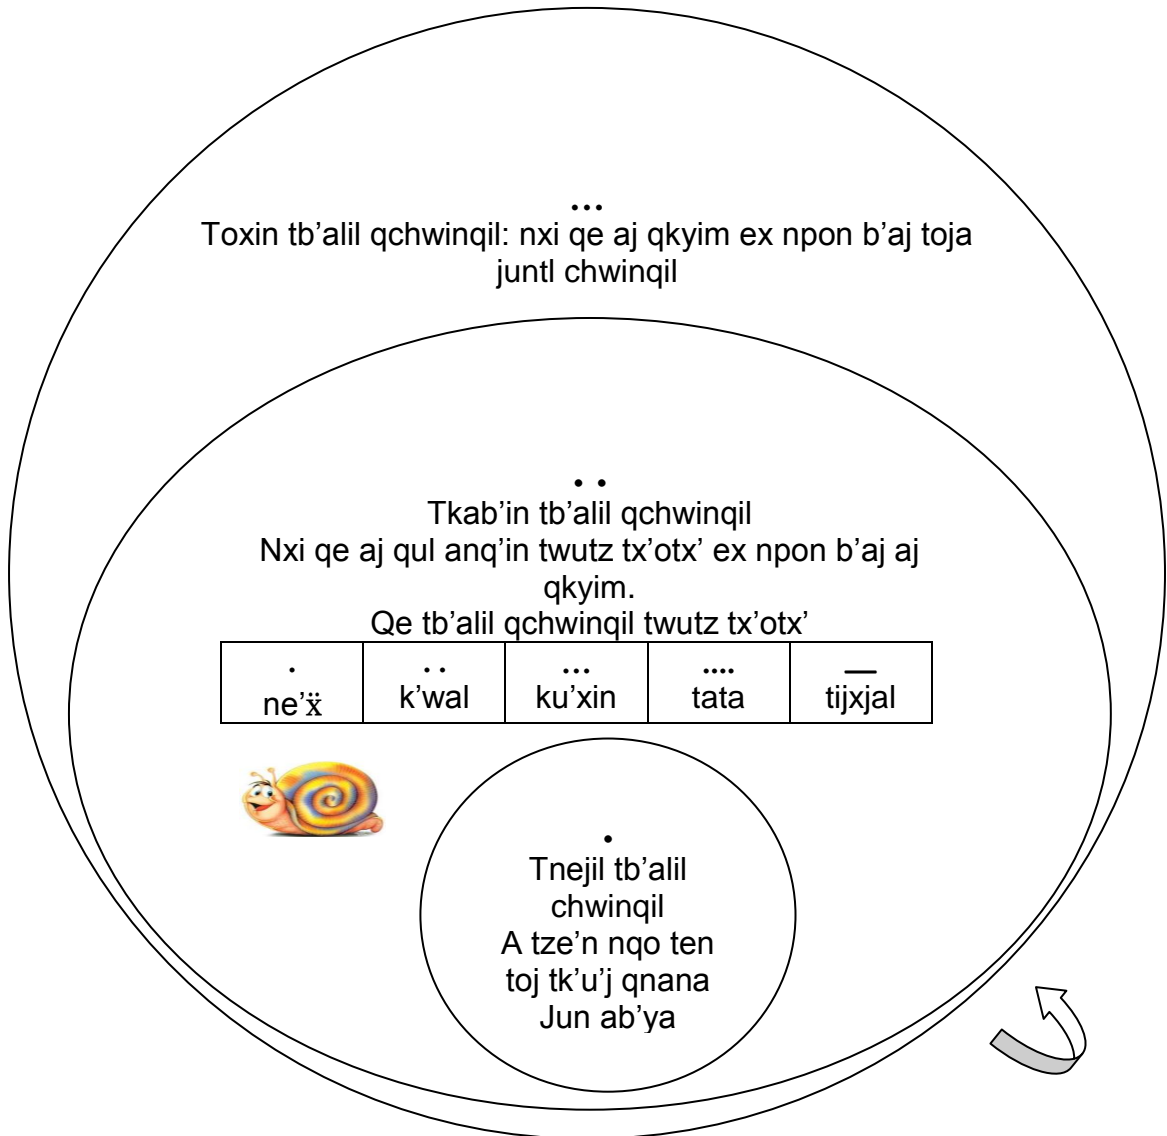 ...
Toxin tb’alil qchwinqil: nxi qe aj qkyim ex npon b’aj toja
juntl chwinqil
. .
Tkab’in tb’alil qchwinqil
Nxi qe aj qul anq’in twutz tx’otx’ ex npon b’aj aj
qkyim.
Qe tb’alil qchwinqil twutz tx’otx’
. .. ... .... __
ne’ẍ k’wal ku’xin tata tijxjal
.
Tnejil tb’alil
chwinqil
A tze’n nqo ten
toj tk’u’j qnana
Jun ab’ya